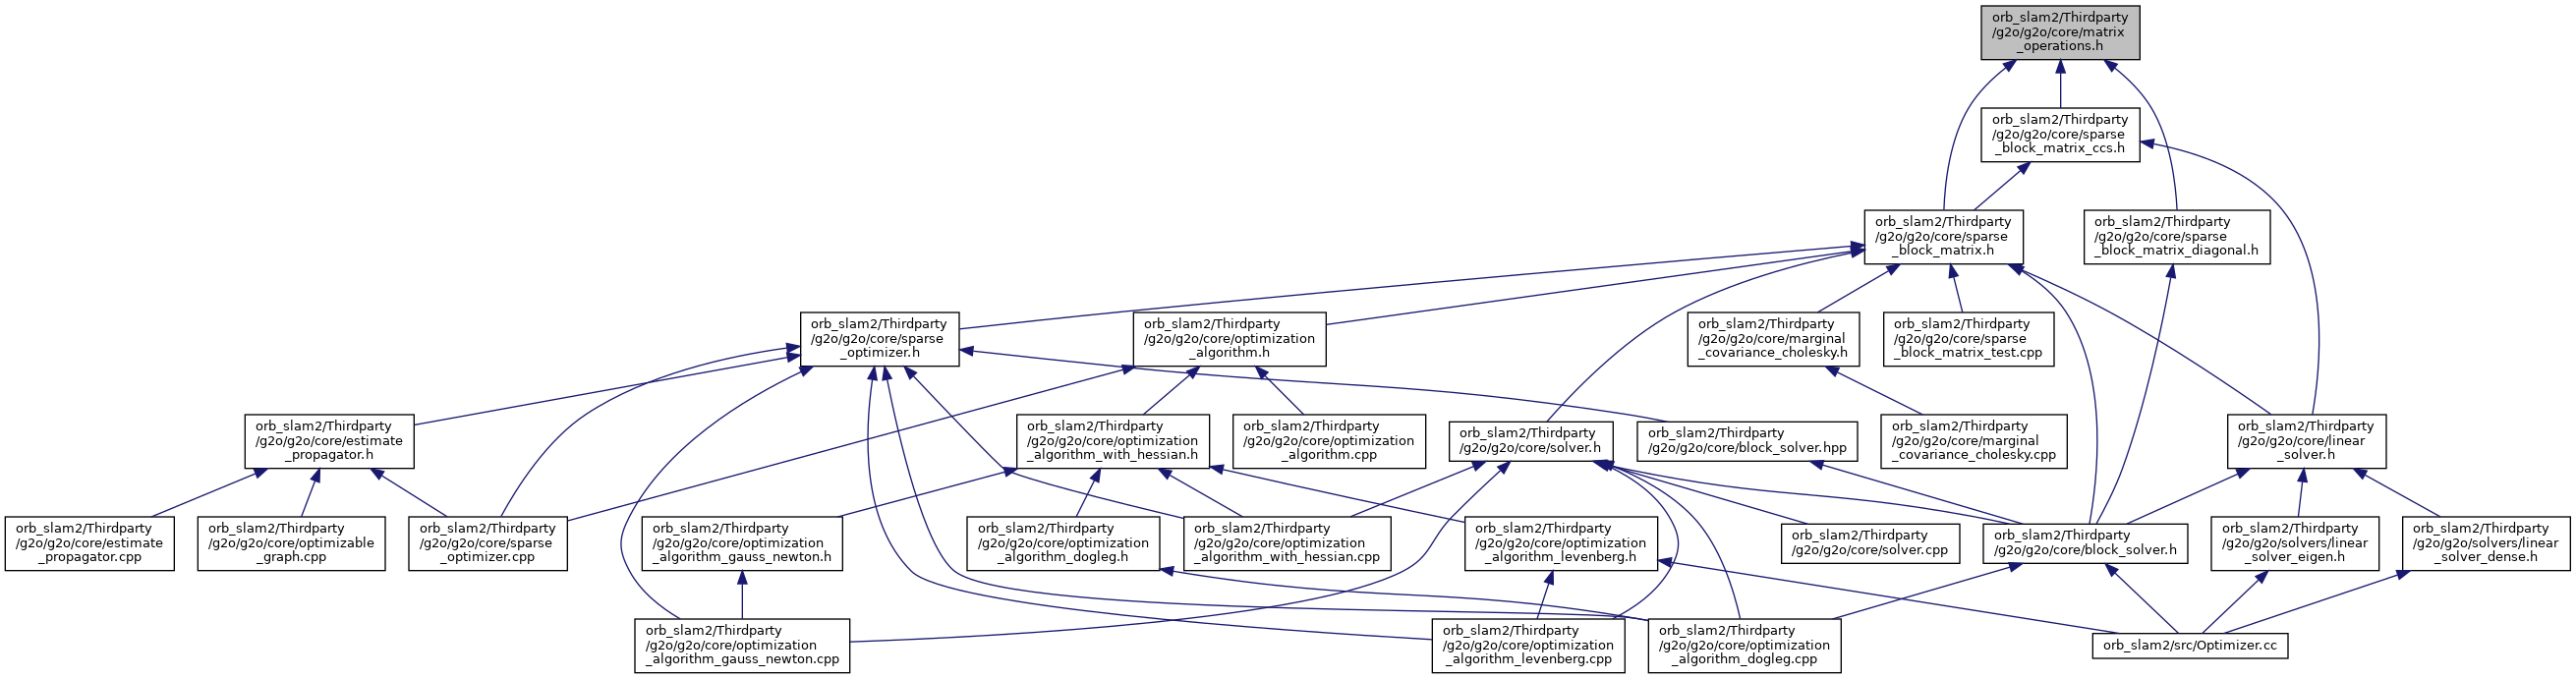 orb_slam2/Thirdparty
/g2o/g2o/core/matrix
_operations.h
orb_slam2/Thirdparty
/g2o/g2o/core/sparse
_block_matrix_ccs.h
orb_slam2/Thirdparty
/g2o/g2o/core/sparse
_block_matrix.h
orb_slam2/Thirdparty
/g2o/g2o/core/sparse
_block_matrix_diagonal.h
orb_slam2/Thirdparty
/g2o/g2o/core/sparse
_optimizer.h
orb_slam2/Thirdparty
/g2o/g2o/core/optimization
_algorithm.h
orb_slam2/Thirdparty
/g2o/g2o/core/marginal
_covariance_cholesky.h
orb_slam2/Thirdparty
/g2o/g2o/core/sparse
_block_matrix_test.cpp
orb_slam2/Thirdparty
/g2o/g2o/core/estimate
_propagator.h
orb_slam2/Thirdparty
/g2o/g2o/core/optimization
_algorithm_with_hessian.h
orb_slam2/Thirdparty
/g2o/g2o/core/optimization
_algorithm.cpp
orb_slam2/Thirdparty
/g2o/g2o/core/solver.h
orb_slam2/Thirdparty
/g2o/g2o/core/block_solver.hpp
orb_slam2/Thirdparty
/g2o/g2o/core/marginal
_covariance_cholesky.cpp
orb_slam2/Thirdparty
/g2o/g2o/core/linear
_solver.h
orb_slam2/Thirdparty
/g2o/g2o/core/estimate
_propagator.cpp
orb_slam2/Thirdparty
/g2o/g2o/core/optimizable
_graph.cpp
orb_slam2/Thirdparty
/g2o/g2o/core/sparse
_optimizer.cpp
orb_slam2/Thirdparty
/g2o/g2o/core/optimization
_algorithm_gauss_newton.h
orb_slam2/Thirdparty
/g2o/g2o/core/optimization
_algorithm_dogleg.h
orb_slam2/Thirdparty
/g2o/g2o/core/optimization
_algorithm_with_hessian.cpp
orb_slam2/Thirdparty
/g2o/g2o/core/optimization
_algorithm_levenberg.h
orb_slam2/Thirdparty
/g2o/g2o/core/solver.cpp
orb_slam2/Thirdparty
/g2o/g2o/core/block_solver.h
orb_slam2/Thirdparty
/g2o/g2o/solvers/linear
_solver_eigen.h
orb_slam2/Thirdparty
/g2o/g2o/solvers/linear
_solver_dense.h
orb_slam2/Thirdparty
/g2o/g2o/core/optimization
_algorithm_gauss_newton.cpp
orb_slam2/Thirdparty
/g2o/g2o/core/optimization
_algorithm_levenberg.cpp
orb_slam2/Thirdparty
/g2o/g2o/core/optimization
_algorithm_dogleg.cpp
orb_slam2/src/Optimizer.cc